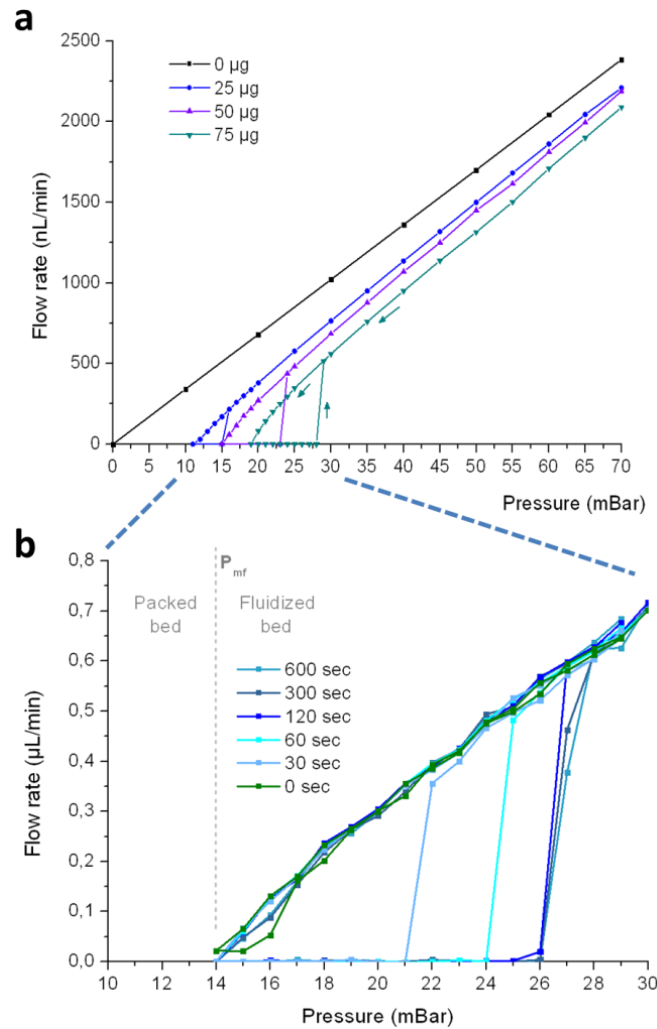 a
2500
2000
1500
1000
500
0
Flow rate (nL/min)
0 µg
25 µg
50 µg
75 µg
0 5 10 15 20 25 30 35 40 45 50 55 60 65 70
Pressure (mBar)
b
0,8
0,7
0,6
0,5
0,4
0,3
0,2
0,1
0,0
Flow rate (µL/min)
Pmf
Packed bed
Fluidized bed
600 sec
300 sec
120 sec
60 sec
30 sec
0 sec
10 12 14 16 18 20 22 24 26 28 30
Pressure (mBar)